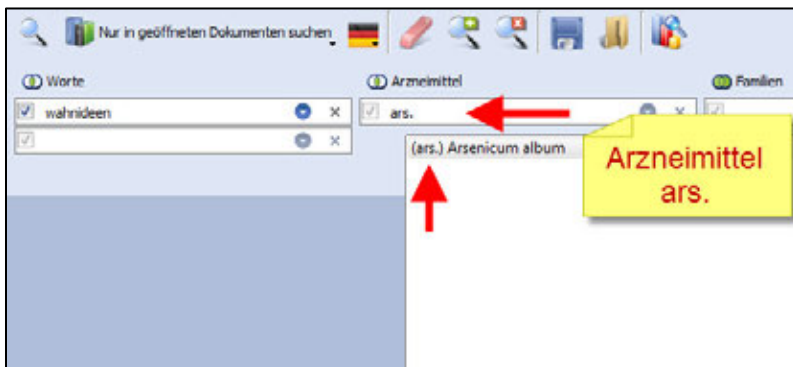 Nur in geöffneten Dokumenten suchen
Worte
Arzneimittel
Familien
wahnideen
ars.
(ars.) Arsenicum album
Arzneimittel
ars.